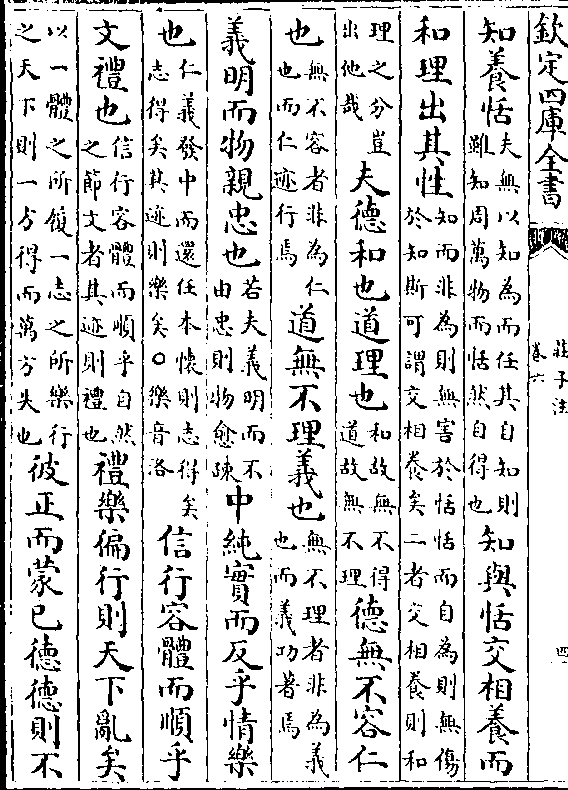 欽定四庫全書
莊子注
卷六
四
知養恬
夫無以知為而任其自知則
雖知周萬物而恬然自得也
知與恬交相養而
和理出其性
知而非為則無害於恬恬而自為則無傷
於知斯可謂交相養矣二者交相養則和
理之分豈
出他哉
夫德和也道理也
和故無不得
道故無不理
德無不容仁
也
無不容者非為仁
也而仁迹行焉
道無不理義也
無不理者非為義
也而義功著焉
義明而物親忠也
若夫義明而不
由忠則物愈疎
中純實而反乎情樂
也
仁義發中而還任本懷則志得矣
志得矣其迹則樂矣○樂音洛
信行容體而順乎
文禮也
信行容體而順乎自然
之節文者其迹則禮也
禮樂偏行則天下亂矣
以一體之所履一志之所樂行
之天下則一方得而萬方失也
彼正而蒙己德德則不